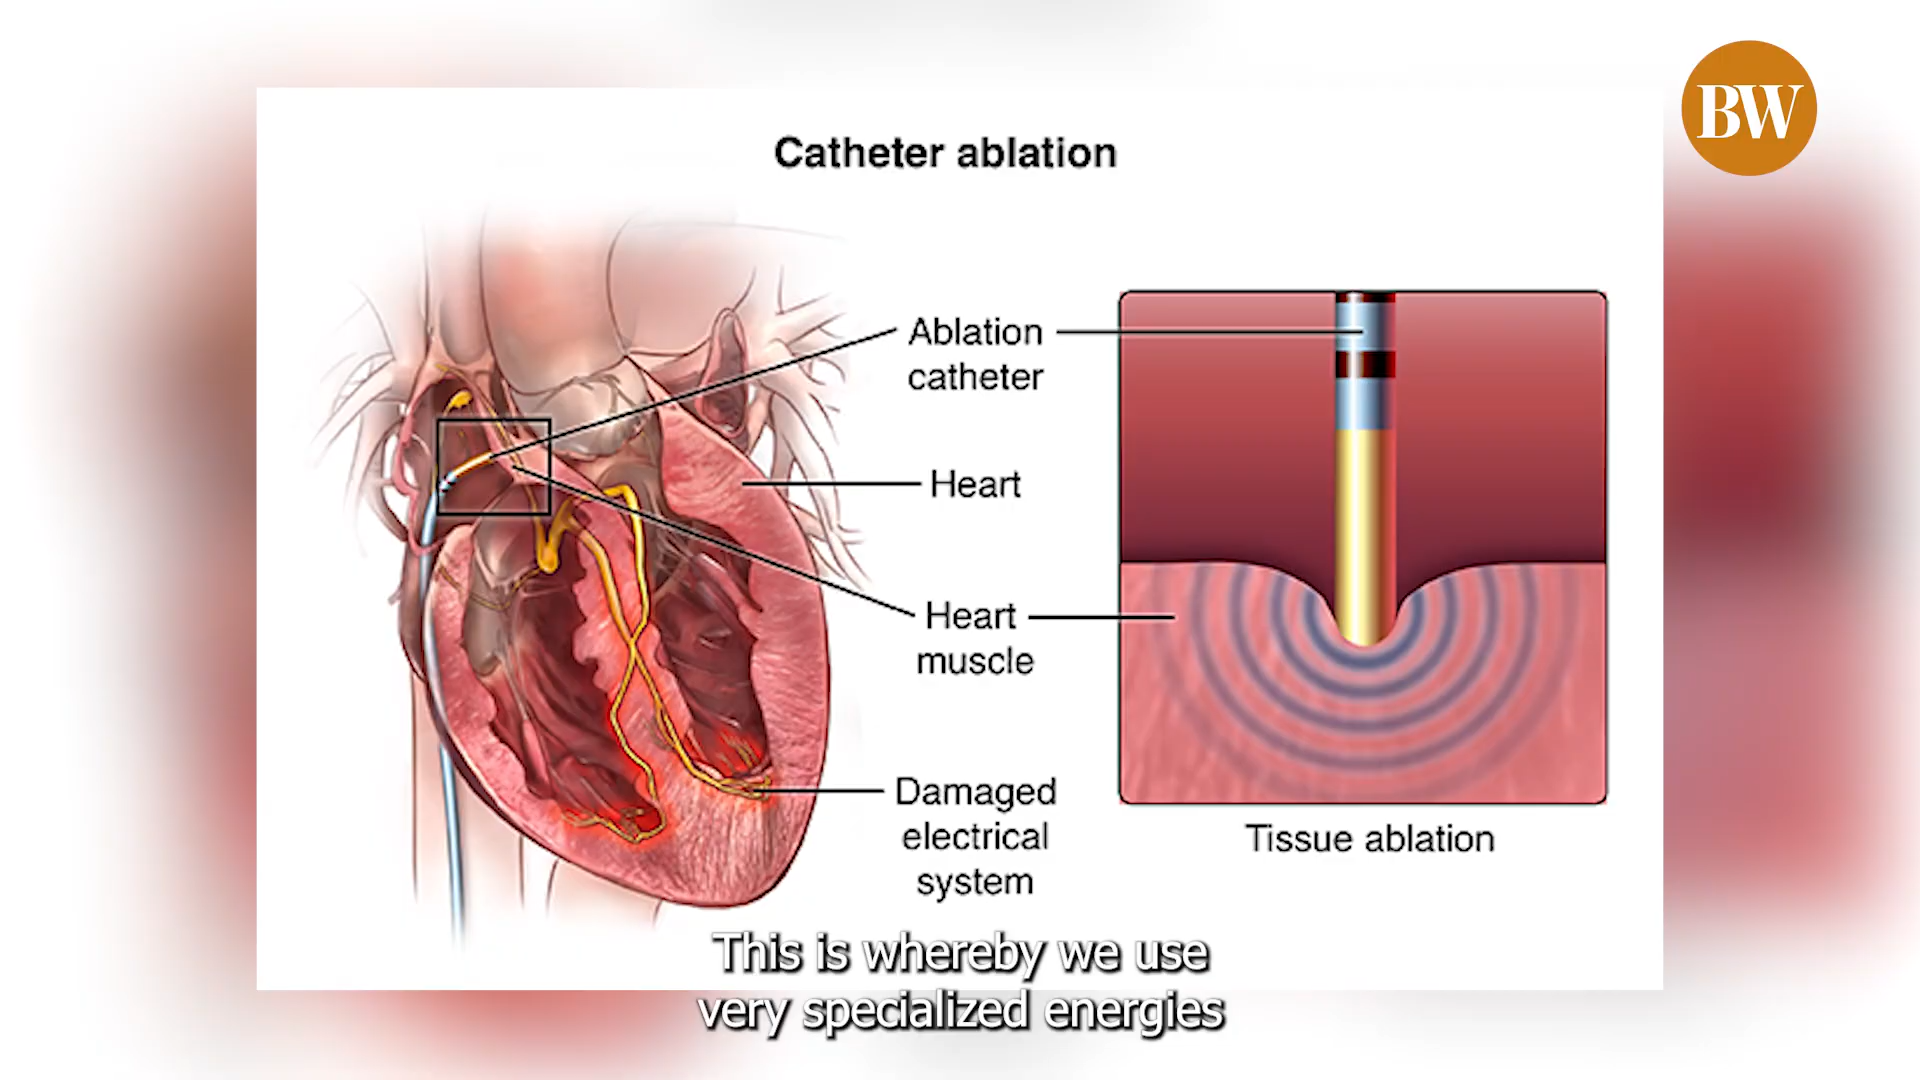 BW
Catheter ablation
Ablation
catheter
Heart
Heart
muscle
Damaged
electrical
system
Tissue ablation
This is whereby we use
very specialized energies